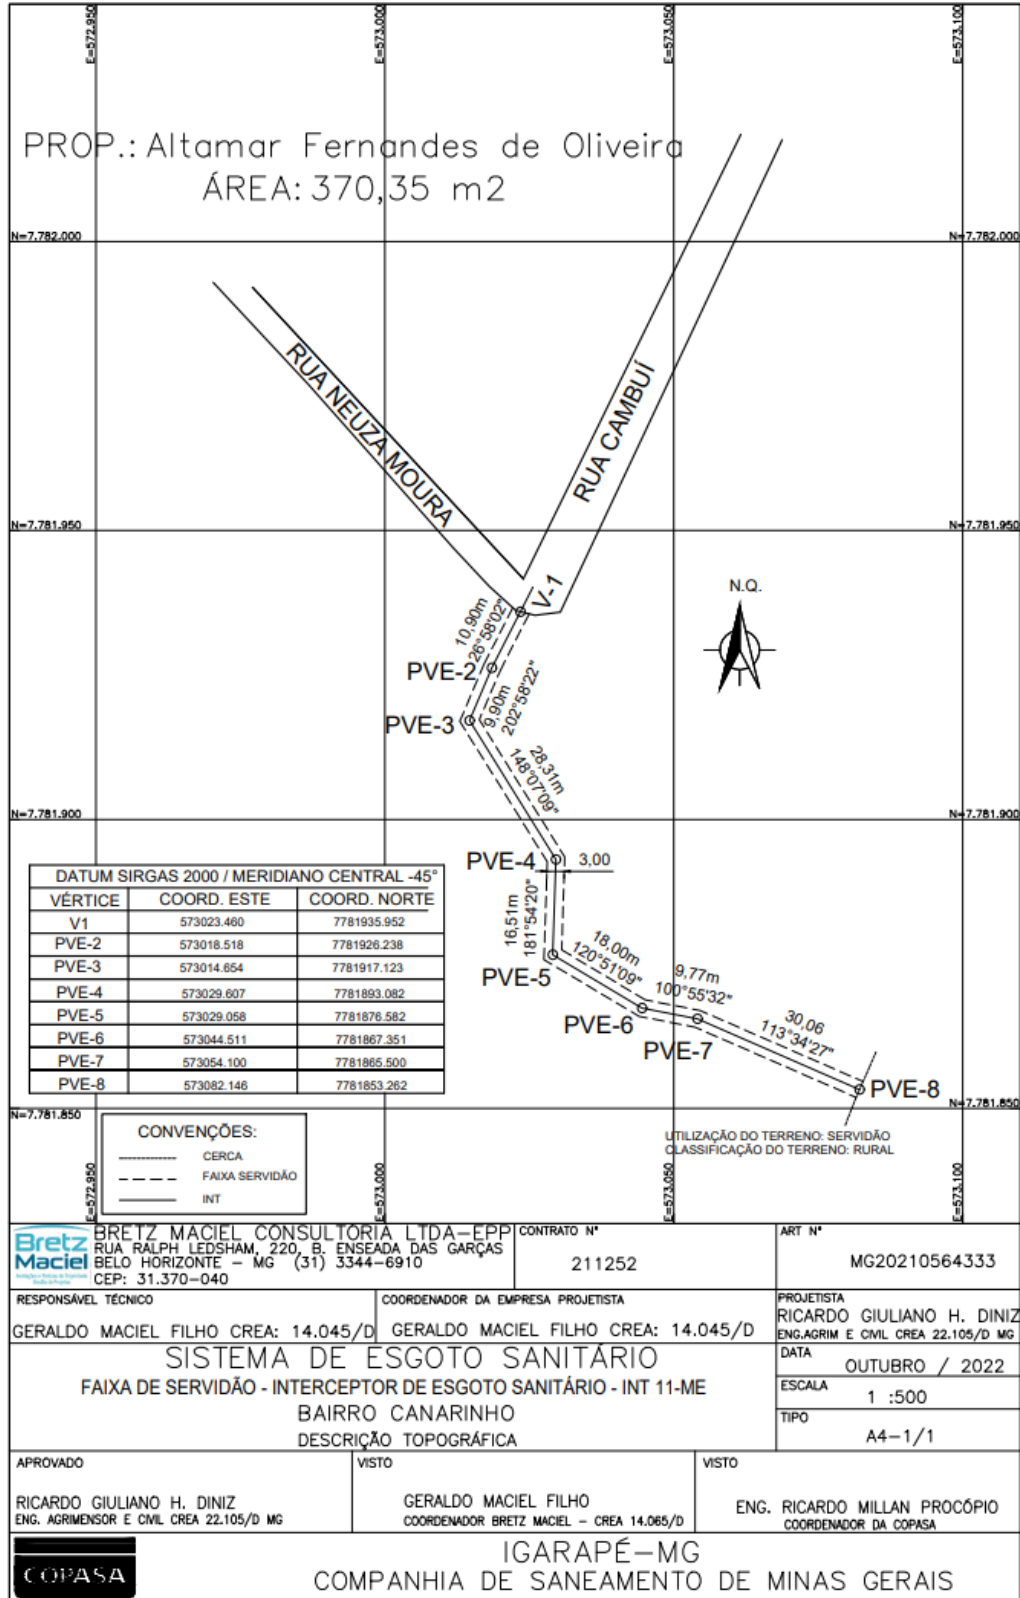 E=572.950
E=573.000
E=573.050
E=573.100
PROP.: Altamar Fernandes de Oliveira
ÁREA: 370,35 m2
N=7.782.000
N=7.782.000
RUA NEUZA MOURA
RUA CAMBUÍ
N=7.781.950
N=7.781.950
N.Q.
V-1
10,90m
26°58'02"
PVE-2
9,90m
202°58'22"
PVE-3
28,31m
148°07'09"
N=7.781.900
N=7.781.900
PVE-4
3,00
16,51m
181°54'20"
PVE-5
18,00m
120°51'09"
9,77m
100°55'32"
PVE-6
PVE-7
30,06
113°34'27"
PVE-8
DATUM SIRGAS 2000 / MERIDIANO CENTRAL -45°
VÉRTICE COORD. ESTE COORD. NORTE
V1 573023.460 7781935.952
PVE-2 573018.518 7781926.238
PVE-3 573014.654 7781917.123
PVE-4 573029.607 7781893.082
PVE-5 573029.058 7781876.582
PVE-6 573044.511 7781867.351
PVE-7 573054.100 7781865.500
PVE-8 573082.146 7781853.262
N=7.781.850
N=7.781.850
UTILIZAÇÃO DO TERRENO: SERVIDÃO
CLASSIFICAÇÃO DO TERRENO: RURAL
CONVENÇÕES:
CERCA
FAIXA SERVIDÃO
INT
E=572.950
E=573.000
E=573.050
E=573.100
Bretz
Maciel
BRETZ MACIEL CONSULTORIA LTDA-EPP
RUA RALPH LEDSHAM, 220, B. ENSEADA DAS GARÇAS
BELO HORIZONTE - MG (31) 3344-6910
CEP: 31.370-040
CONTRATO N°
211252
ART N°
MG20210564333
RESPONSÁVEL TÉCNICO
GERALDO MACIEL FILHO CREA: 14.045/D
COORDENADOR DA EMPRESA PROJETISTA
GERALDO MACIEL FILHO CREA: 14.045/D
PROJETISTA
RICARDO GIULIANO H. DINIZ
ENG.AGRIM E CIVIL CREA 22.105/D MG
SISTEMA DE ESGOTO SANITÁRIO
FAIXA DE SERVIDÃO - INTERCEPTOR DE ESGOTO SANITÁRIO - INT 11-ME
BAIRRO CANARINHO
DESCRIÇÃO TOPOGRÁFICA
DATA
OUTUBRO / 2022
ESCALA
1 :500
TIPO
A4-1/1
APROVADO
RICARDO GIULIANO H. DINIZ
ENG. AGRIMENSOR E CIVIL CREA 22.105/D MG
VISTO
GERALDO MACIEL FILHO
COORDENADOR BRETZ MACIEL - CREA 14.065/D
VISTO
ENG. RICARDO MILLAN PROCÓPIO
COORDENADOR DA COPASA
COPASA
IGARAPÉ-MG
COMPANHIA DE SANEAMENTO DE MINAS GERAIS